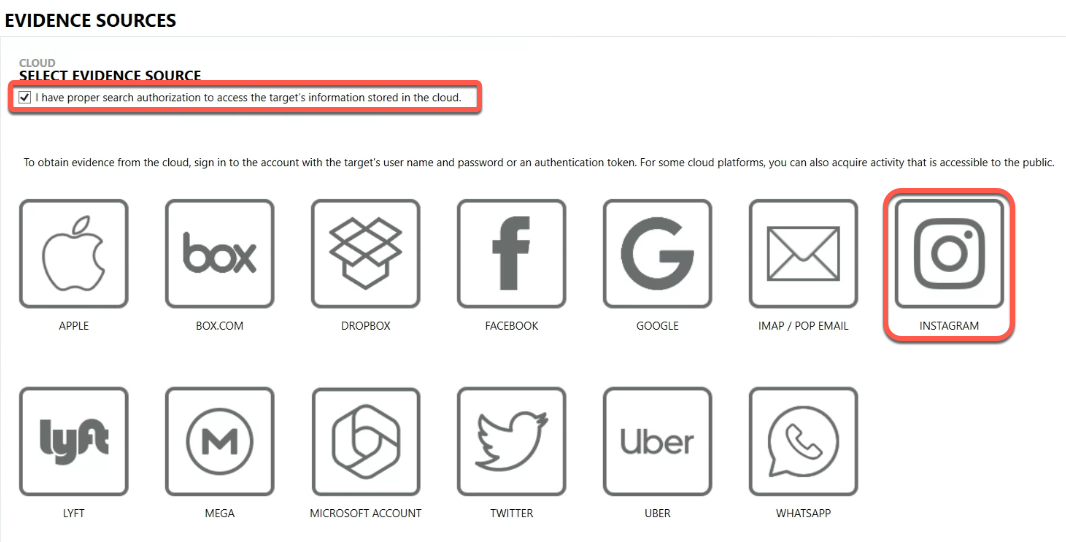 EVIDENCE SOURCES
CLOUD
SELECT EVIDENCE SOURCE
I have proper search authorization to access the target's information stored in the cloud.
To obtain evidence from the cloud, sign in to the account with the target's user name and password or an authentication token. For some cloud platforms, you can also acquire activity that is accessible to the public.
box
APPLE BOX.COM DROPBOX FACEBOOK GOOGLE IMAP / POP EMAIL INSTAGRAM
lyft M Uber
LYFT MEGA MICROSOFT ACCOUNT TWITTER UBER WHATSAPP